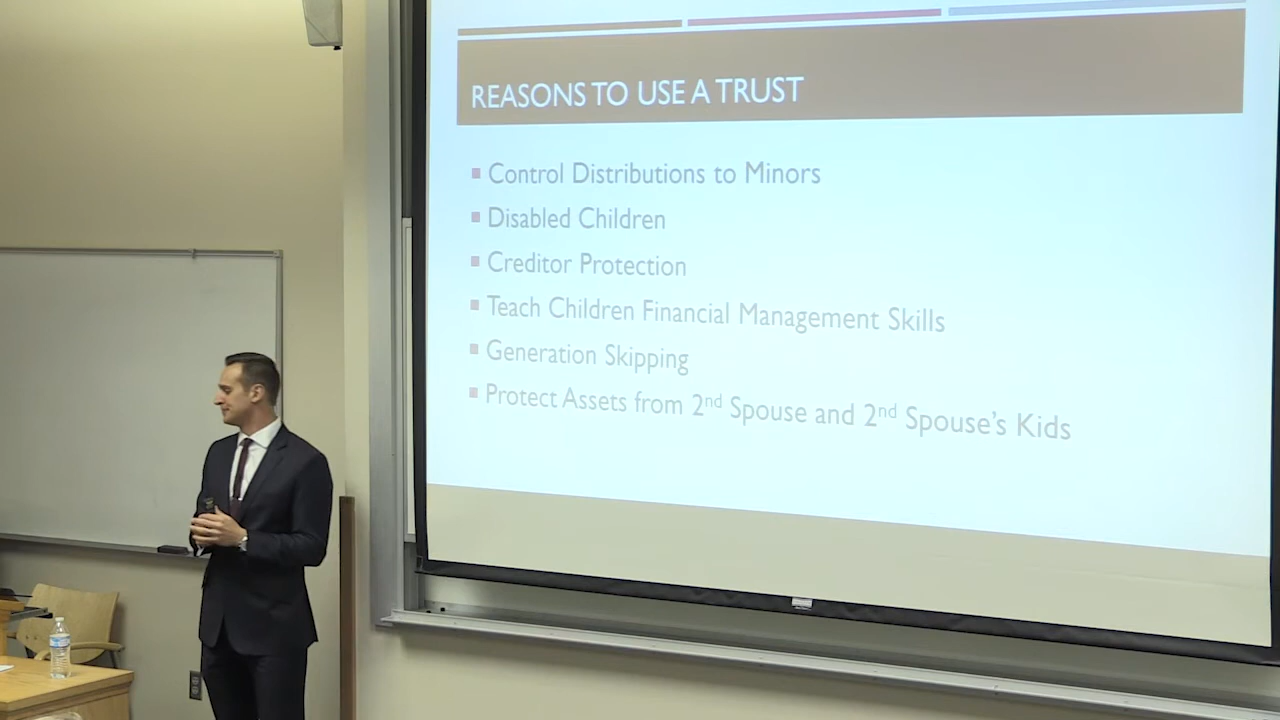 REASONS TO USE A TRUST
Control Distributions to Minors
Disabled Children
Creditor Protection
Teach Children Financial Management Skills
Generation Skipping
Protect Assets from 2nd Spouse and 2nd Spouse's Kids